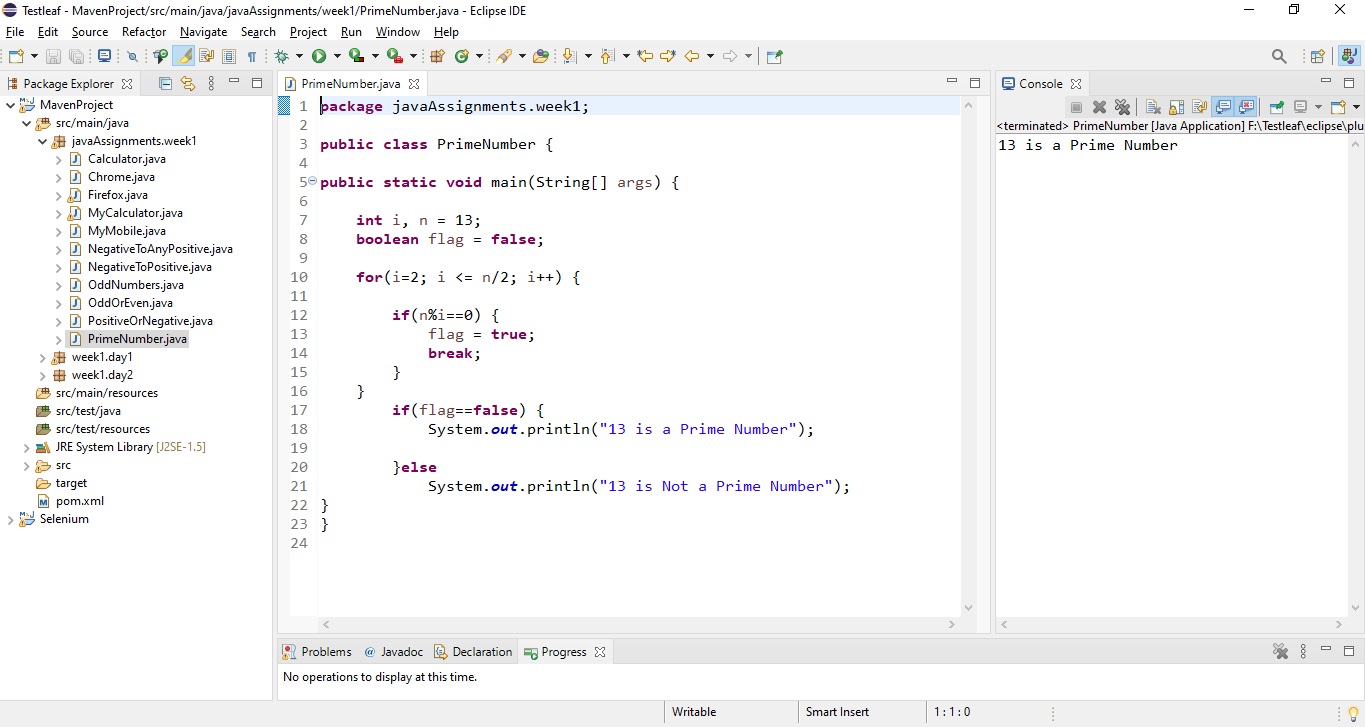 Testleaf - MavenProject/src/main/java/javaAssignments/week1/PrimeNumber.java - Eclipse IDE
File Edit Source Refactor Navigate Search Project Run Window Help
Package Explorer
MavenProject
src/main/java
javaAssignments.week1
Calculator.java
Chrome.java
Firefox.java
MyCalculator.java
MyMobile.java
NegativeToAnyPositive.java
NegativeToPositive.java
OddNumbers.java
OddOrEven.java
PositiveOrNegative.java
PrimeNumber.java
week1.day1
week1.day2
src/main/resources
src/test/java
src/test/resources
JRE System Library [J2SE-1.5]
src
target
pom.xml
Selenium
PrimeNumber.java
1 package javaAssignments.week1;
2
3 public class PrimeNumber {
4
5 public static void main(String[] args) {
6
7 int i, n = 13;
8 boolean flag = false;
9
10 for(i=2; i <= n/2; i++) {
11
12 if(n%i==0) {
13 flag = true;
14 break;
15 }
16 }
17 if(flag==false) {
18 System.out.println("13 is a Prime Number");
19
20 }else
21 System.out.println("13 is Not a Prime Number");
22 }
23 }
24
Console
<terminated> PrimeNumber [Java Application] F:\Testleaf\eclipse\plu
13 is a Prime Number
Problems @ Javadoc Declaration Progress
No operations to display at this time.
Writable Smart Insert 1 : 1 : 0